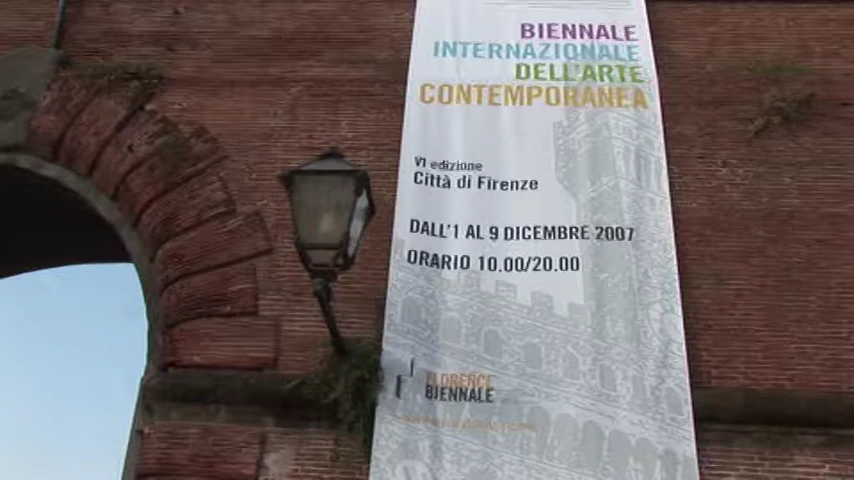 BIENNALE
INTERNAZIONALE
DELL'ARTE
CONTEMPORANEA
VI edizione
Città di Firenze
DALL'1 AL 9 DICEMBRE 2007
ORARIO 10.00/20.00
FLORENCE
BIENNALE